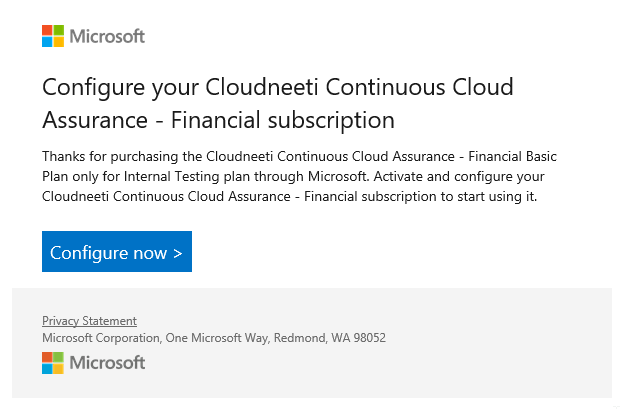 Microsoft
Configure your Cloudneeti Continuous Cloud
Assurance - Financial subscription
Thanks for purchasing the Cloudneeti Continuous Cloud Assurance - Financial Basic
Plan only for Internal Testing plan through Microsoft. Activate and configure your
Cloudneeti Continuous Cloud Assurance - Financial subscription to start using it.
Configure now >
Privacy Statement
Microsoft Corporation, One Microsoft Way, Redmond, WA 98052
Microsoft